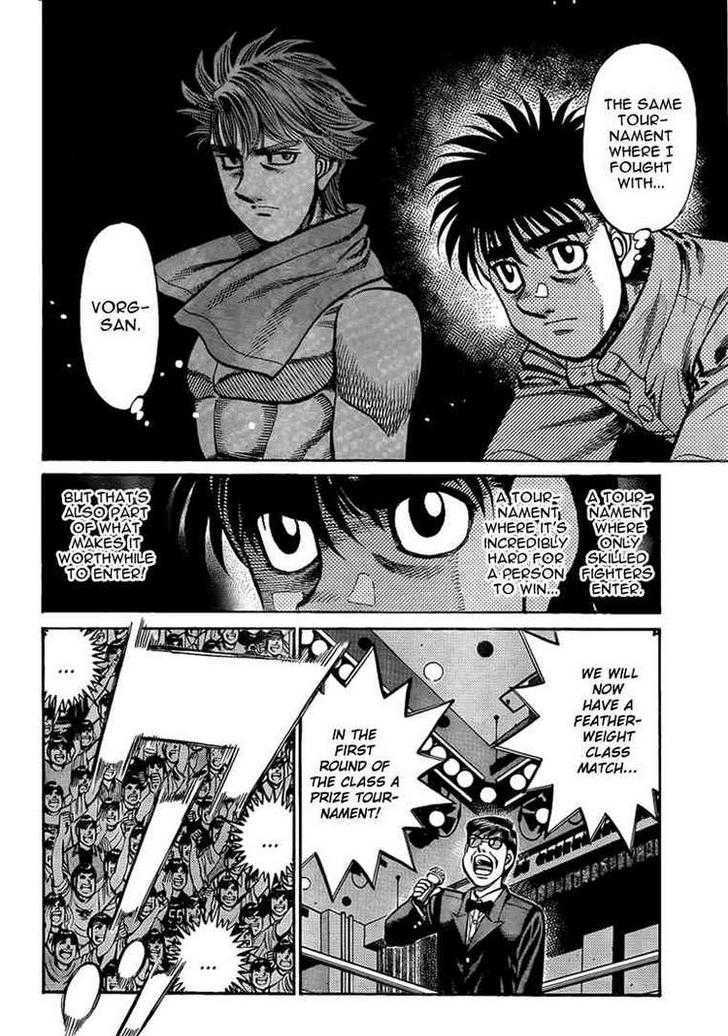 THE SAME
TOUR-
NAMENT
WHERE I
FOUGHT
WITH...
VORG-
SAN.
A TOUR-
NAMENT
WHERE
ONLY
SKILLED
FIGHTERS
ENTER.
A TOUR-
NAMENT
WHERE IT'S
INCREDIBLY
HARD FOR
A PERSON
TO WIN...
BUT THAT'S
ALSO PART
OF WHAT
MAKES IT
WORTHWHILE
TO ENTER!
WE WILL
NOW
HAVE A
FEATHER-
WEIGHT
CLASS
MATCH...
IN THE
FIRST
ROUND OF
THE CLASS A
PRIZE TOUR-
NAMENT!
...
...
...